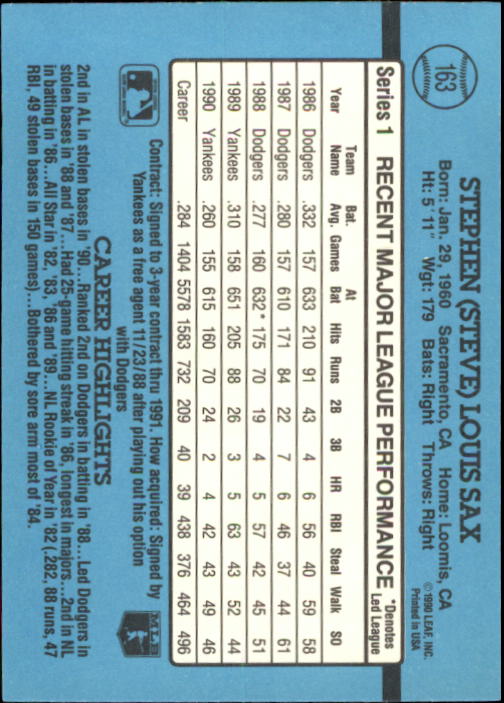 163
STEPHEN (STEVE) LOUIS SAX
Born: Jan. 29, 1960 Sacramento, CA Home: Loomis, CA
Ht: 5' 11" Wgt: 179 Bats: Right Throws: Right
© 1990 LEAF, INC.
Printed in USA
Series 1 RECENT MAJOR LEAGUE PERFORMANCE *Denotes Led League
Year Team Name Bat. Avg. Games At Bat Hits Runs 2B 3B HR RBI Steal Walk SO
1986 Dodgers .332 157 633 210 91 43 4 6 56 40 59 58
1987 Dodgers .280 157 610 171 84 22 7 6 46 37 44 61
1988 Dodgers .277 160 632* 175 70 19 4 5 57 42 45 51
1989 Yankees .310 158 651 205 88 26 3 5 63 43 52 44
1990 Yankees .260 155 615 160 70 24 2 4 42 43 49 46
Career .284 1404 5578 1583 732 209 40 39 438 376 464 496
Contract: Signed to 3-year contract thru 1991. How acquired: Signed by
Yankees as a free agent 11/23/88 after playing out his option
with Dodgers
MLB
CAREER HIGHLIGHTS
2nd in AL in stolen bases in '90...Ranked 2nd on Dodgers in batting in '88...Led Dodgers in
stolen bases in '88 and '87...Had 25-game hitting streak in '86, longest in majors...2nd in NL
in batting in '86...All Star in '82, 83, 86 and '89...NL Rookie of Year in '82 (.282, 88 runs, 47
RBI, 49 stolen bases in 150 games)...Bothered by sore arm most of '84.